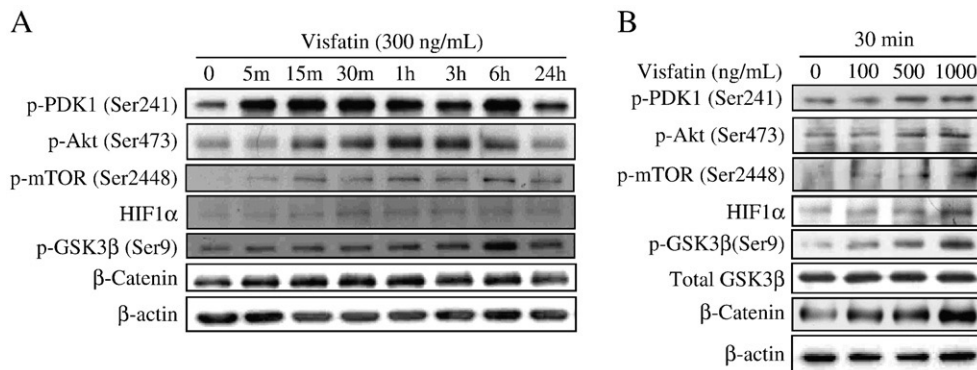 A
Visfatin (300 ng/mL)
0 5m 15m 30m 1h 3h 6h 24h
p-PDK1 (Ser241)
p-Akt (Ser473)
p-mTOR (Ser2448)
HIF1α
p-GSK3β (Ser9)
β-Catenin
β-actin
B
30 min
Visfatin (ng/mL) 0 100 500 1000
p-PDK1 (Ser241)
p-Akt (Ser473)
p-mTOR (Ser2448)
HIF1α
p-GSK3β(Ser9)
Total GSK3β
β-Catenin
β-actin